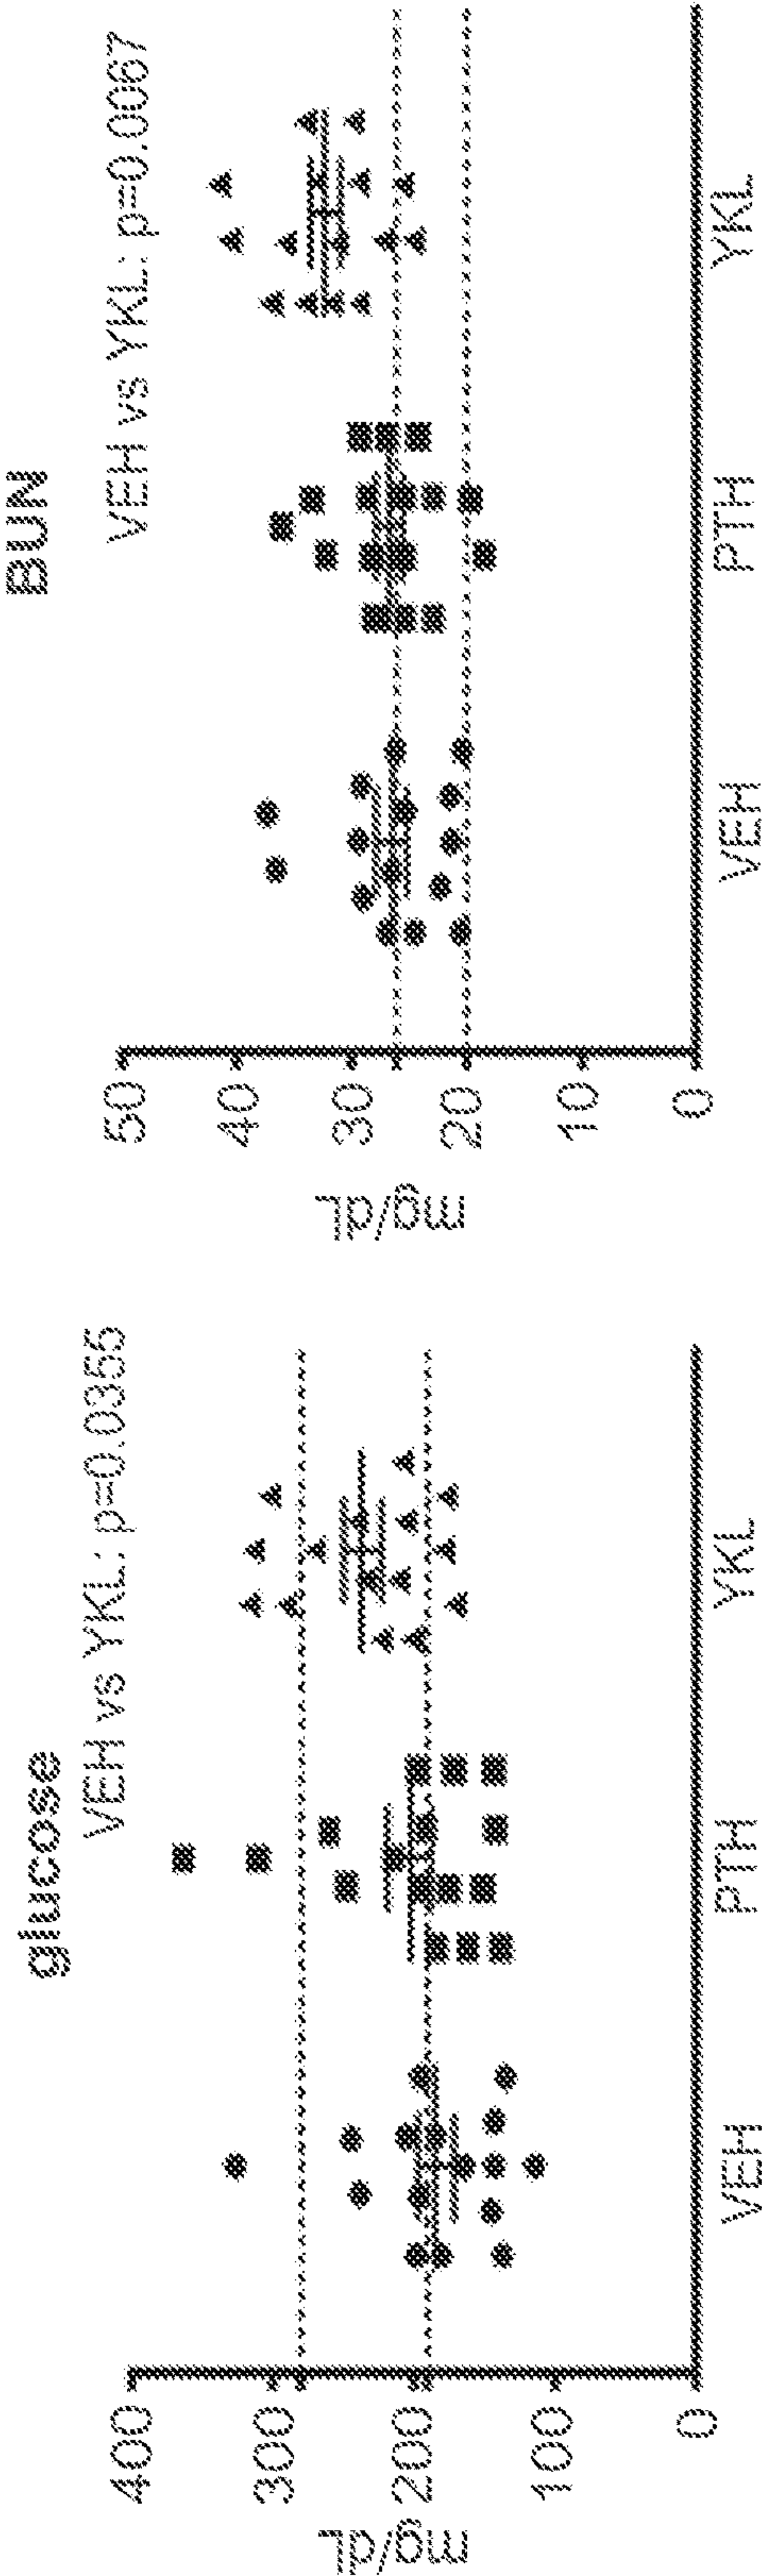 glucose
VEH vs YKL: p=0.0355
mg/dL
400
300
200
100
0
VEH
PTH
YKL
BUN
VEH vs YKL: p=0.0067
mg/dL
50
40
30
20
10
0
VEH
PTH
YKL